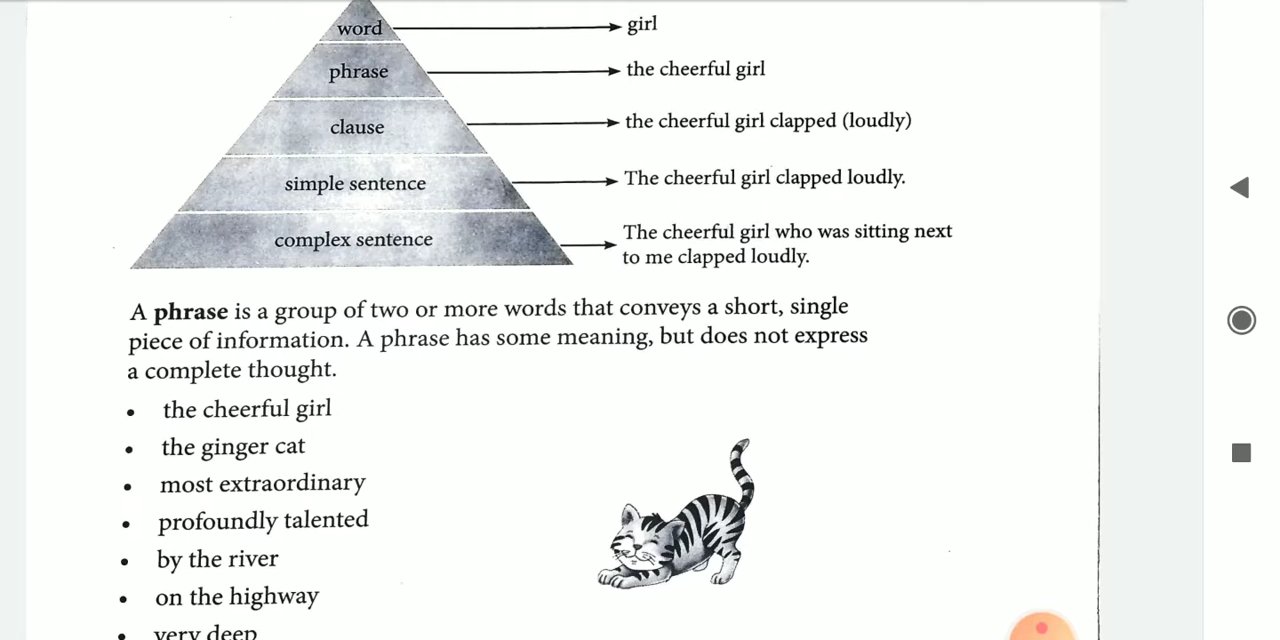 word
girl
phrase
the cheerful girl
clause
the cheerful girl clapped (loudly)
simple sentence
The cheerful girl clapped loudly.
complex sentence
The cheerful girl who was sitting next
to me clapped loudly.
A phrase is a group of two or more words that conveys a short, single
piece of information. A phrase has some meaning, but does not express
a complete thought.
• the cheerful girl
• the ginger cat
• most extraordinary
• profoundly talented
• by the river
• on the highway
• very deep